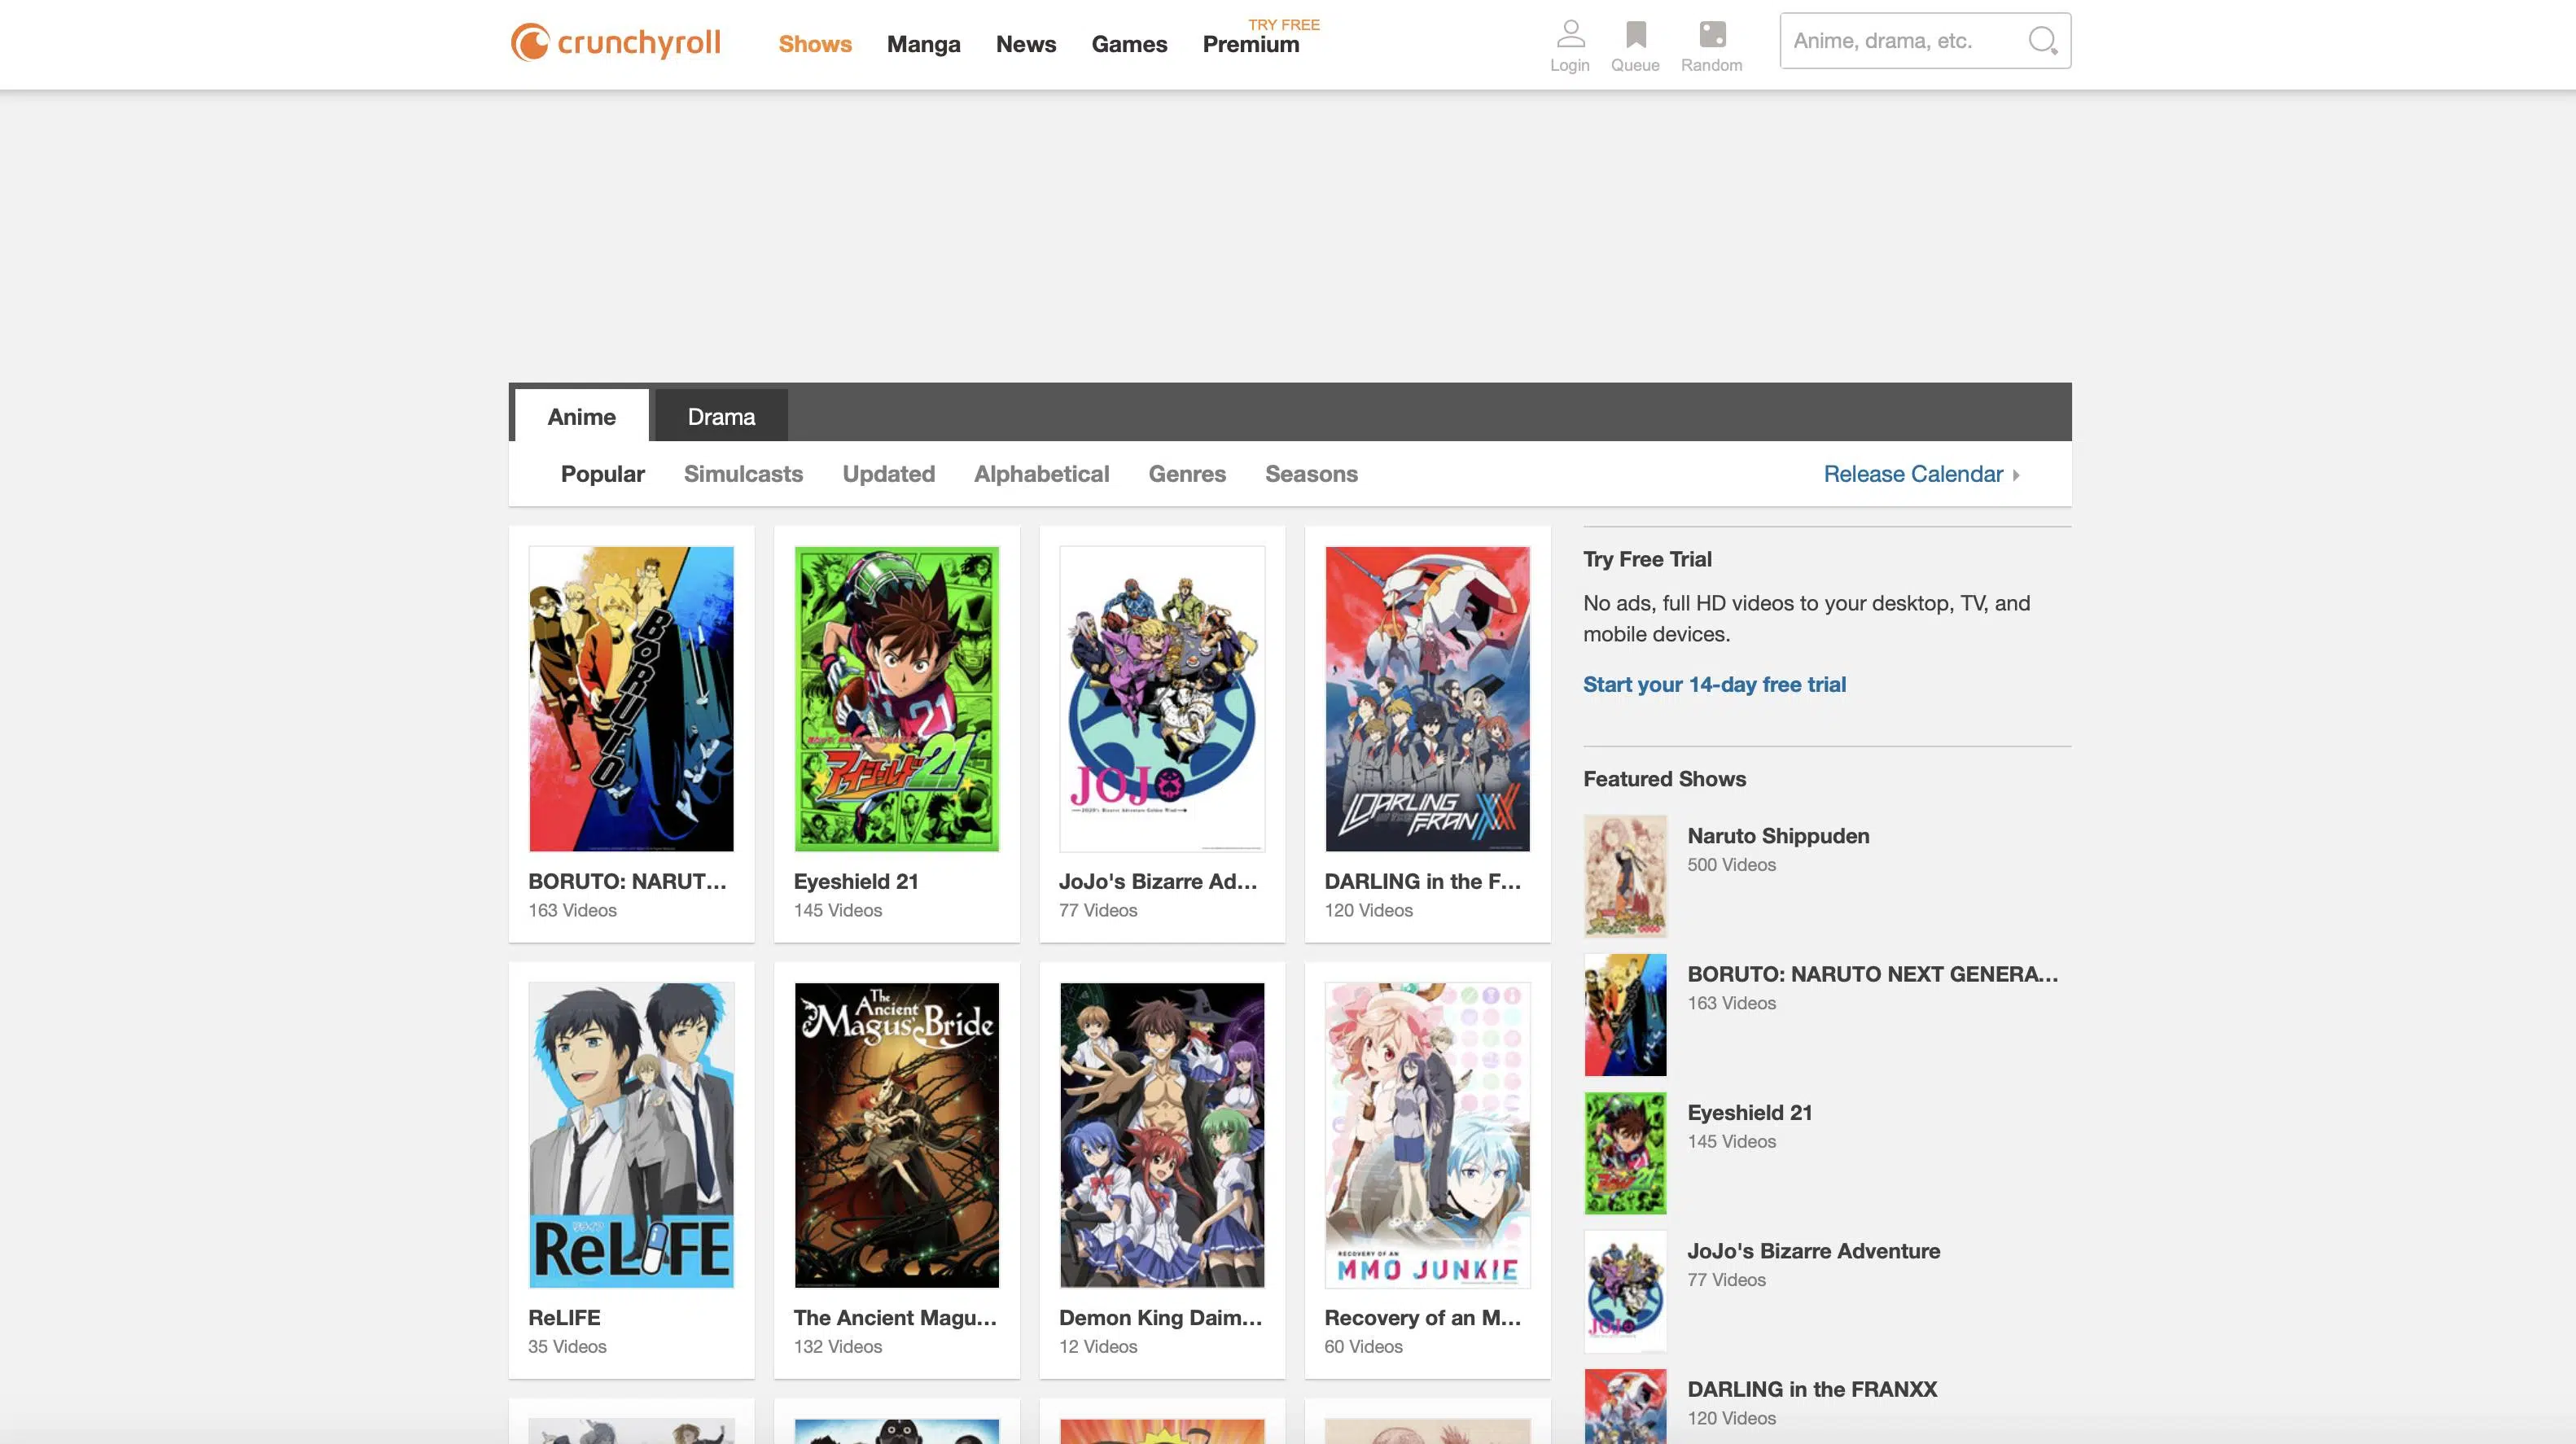 crunchyroll
Shows
Manga
News
Games
TRY FREE
Premium
Login
Queue
Random
Anime, drama, etc.
Anime
Drama
Popular
Simulcasts
Updated
Alphabetical
Genres
Seasons
Release Calendar
BORUTO
BORUTO: NARUT...
163 Videos
アイシールド21
21
Eyeshield 21
145 Videos
JOJO
JoJo's Bizarre Ad...
77 Videos
DARLING
in the
FRANXX
DARLING in the F...
120 Videos
ReLIFE
ReLIFE
35 Videos
The
Ancient
Magus' Bride
The Ancient Magu...
132 Videos
Demon King Daim...
12 Videos
RECOVERY OF AN
MMO JUNKIE
Recovery of an M...
60 Videos
Try Free Trial
No ads, full HD videos to your desktop, TV, and
mobile devices.
Start your 14-day free trial
Featured Shows
Naruto Shippuden
500 Videos
BORUTO: NARUTO NEXT GENERA...
163 Videos
Eyeshield 21
145 Videos
JOJO
JoJo's Bizarre Adventure
77 Videos
DARLING in the FRANXX
120 Videos